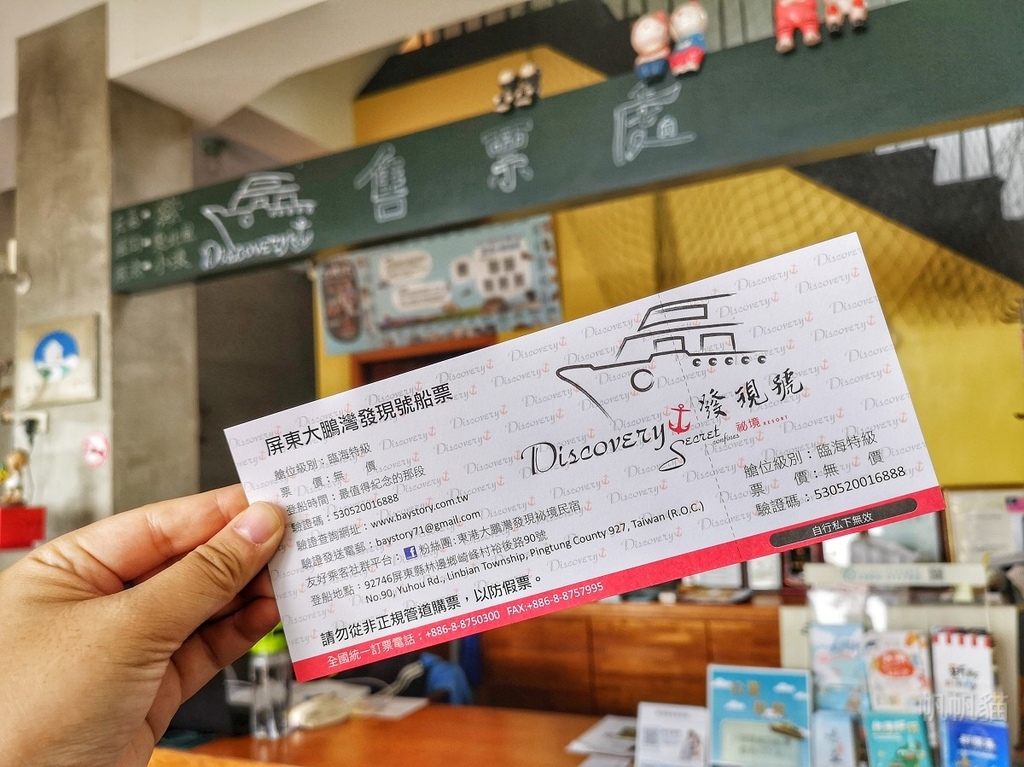 售票處
Discovery
屏東大鵬灣發現號船票
艙位級別：臨海特級
票　價：無　價
登船時間：最值得紀念的那段
驗證碼：530520016888
驗證查詢網址：www.baystory.com.tw
驗證發送電郵：baystory71@gmail.com
友好乘客社群平台：f 粉絲團：東港大鵬灣發現祕境民宿
登船地點：92746屏東縣林邊鄉崎峰村裕後路90號
No.90, Yuhou Rd., Linbian Township, Pingtung County 927, Taiwan (R.O.C.)
請勿從非正規管道購票，以防假票。
全國統一訂票電話：+886-8-8750300 FAX:+886-8-8757995
Discovery 發現號
Secret confines 祕境 RESORT
艙位級別：臨海特級
票　價：無　價
驗證碼：530520016888
自行私下無效
帆帆貓